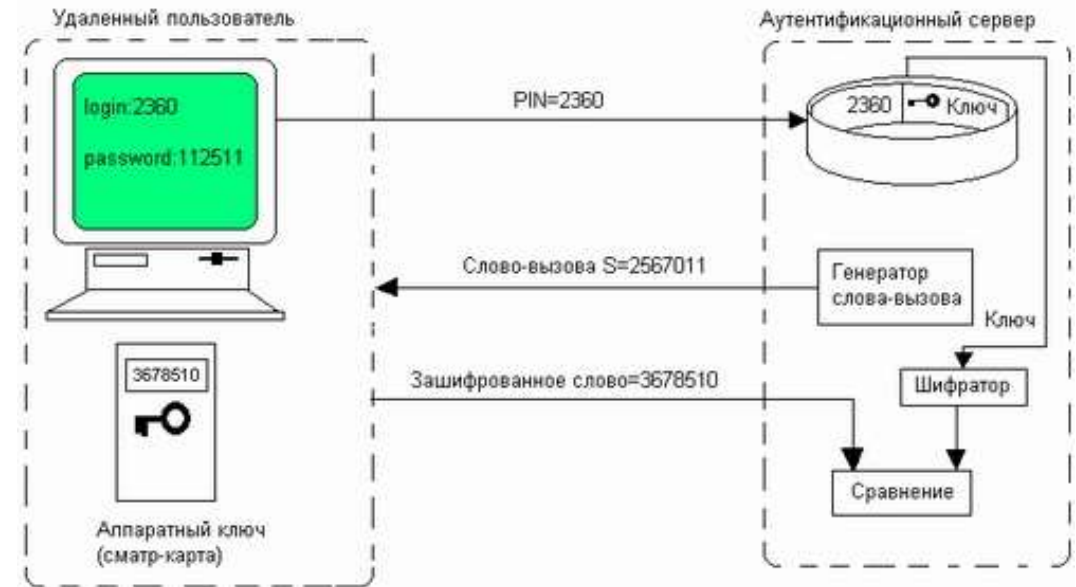 Удаленный пользователь
Аутентификационный сервер
login:2360
password:112511
PIN=2360
2360
Ключ
Слово-вызова S=2567011
Генератор
слова-вызова
Ключ
3678510
Зашифрованное слово=3678510
Шифратор
Сравнение
Аппаратный ключ
(сматр-карта)